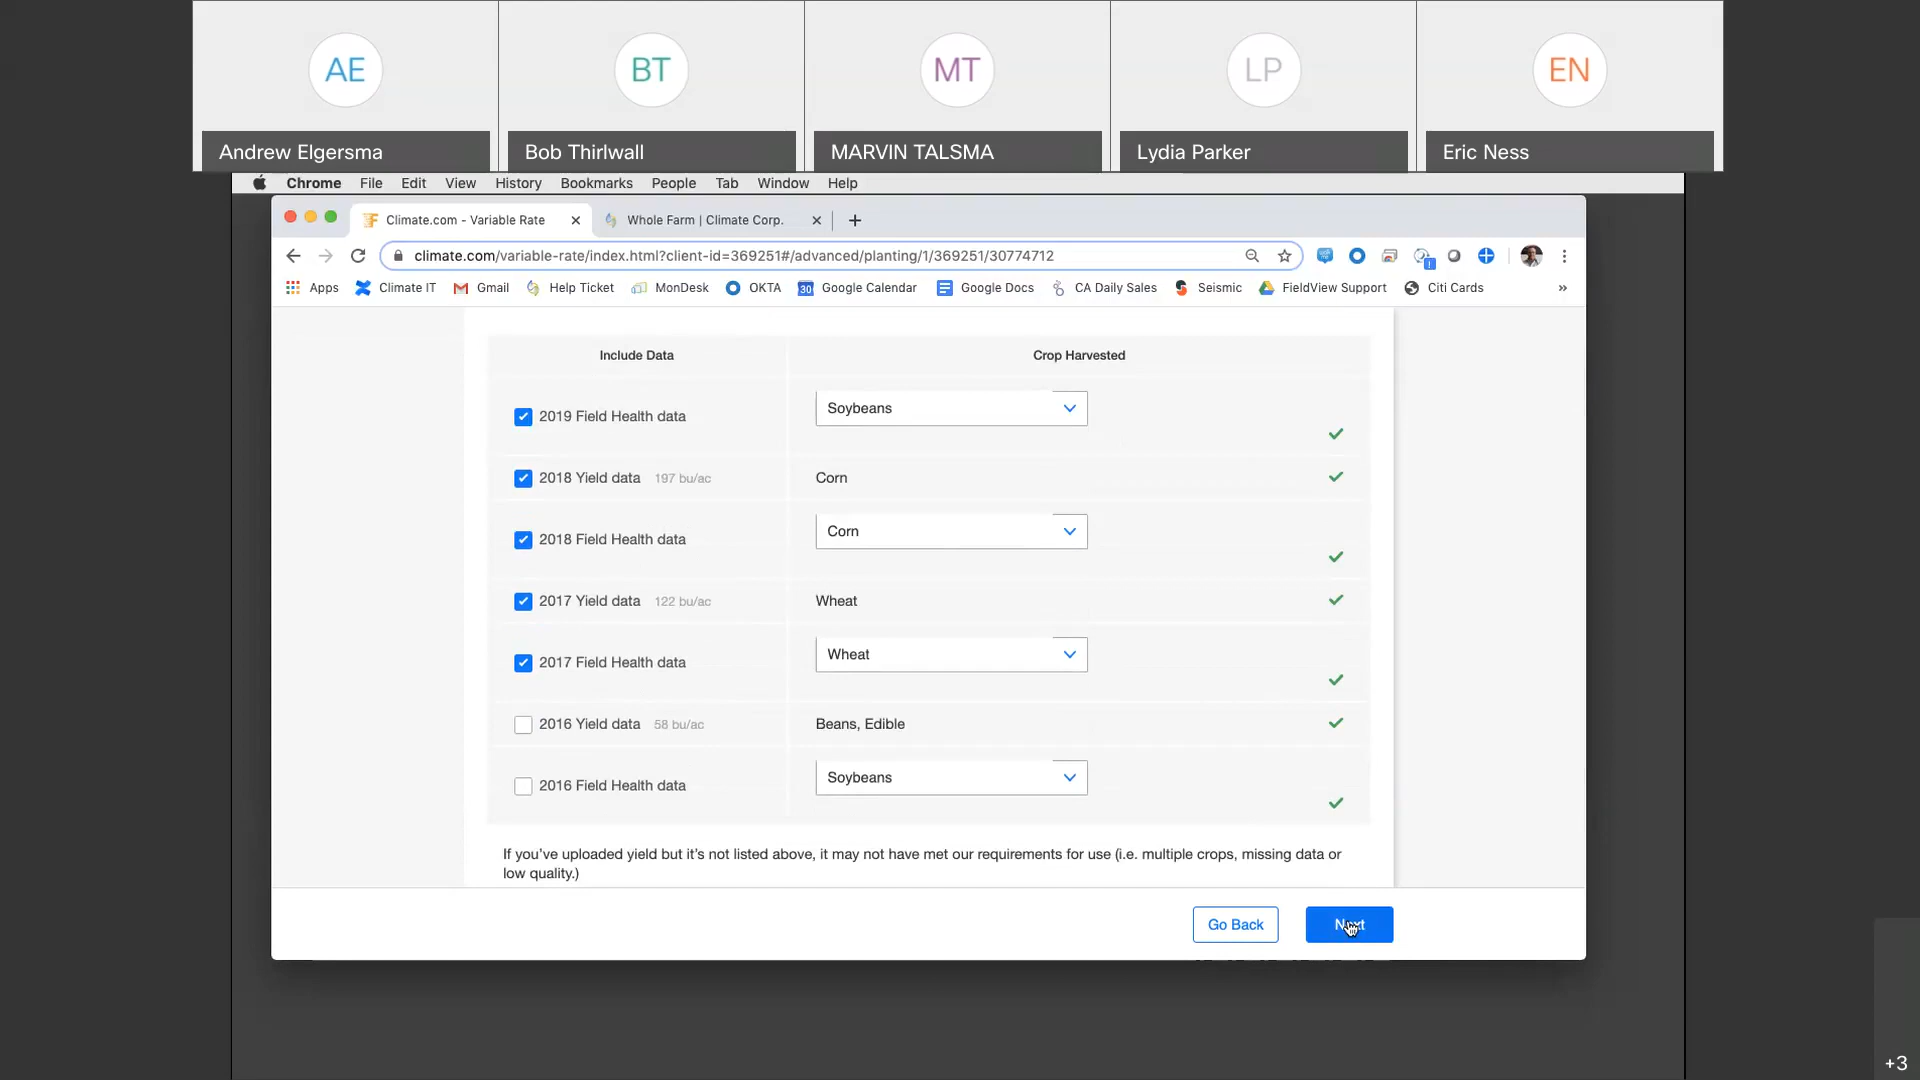 AE
BT
MT
LP
EN
Andrew Elgersma
Bob Thirlwall
MARVIN TALSMA
Lydia Parker
Eric Ness
Chrome File Edit View History Bookmarks People Tab Window Help
Climate.com - Variable Rate
Whole Farm | Climate Corp.
climate.com/variable-rate/index.html?client-id=369251#/advanced/planting/1/369251/30774712
Apps Climate IT Gmail Help Ticket MonDesk OKTA 30 Google Calendar Google Docs CA Daily Sales Seismic FieldView Support Citi Cards »
Include Data Crop Harvested
2019 Field Health data Soybeans
2018 Yield data 197 bu/ac Corn
2018 Field Health data Corn
2017 Yield data 122 bu/ac Wheat
2017 Field Health data Wheat
2016 Yield data 58 bu/ac Beans, Edible
2016 Field Health data Soybeans
If you've uploaded yield but it's not listed above, it may not have met our requirements for use (i.e. multiple crops, missing data or
low quality.)
Go Back Next
+3